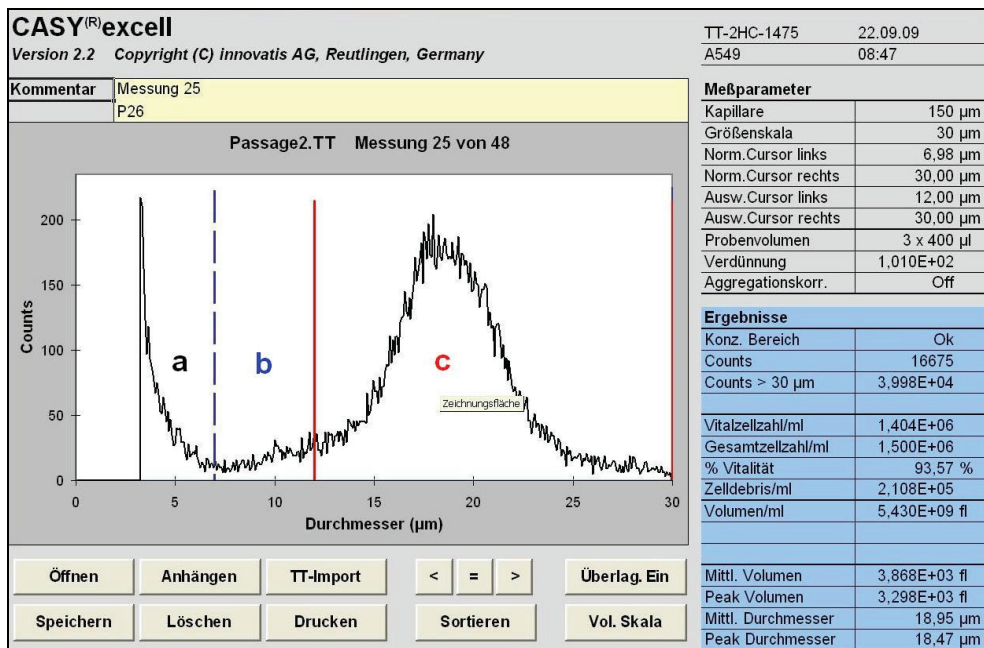 CASY(R)excell
Version 2.2 Copyright (C) innovatis AG, Reutlingen, Germany
Kommentar Messung 25
P26
Passage2.TT Messung 25 von 48
Counts
200
150
100
50
0
a b c
Zeichnungsfläche
0 5 10 15 20 25 30
Durchmesser (µm)
Öffnen Anhängen TT-Import < = > Überlag. Ein
Speichern Löschen Drucken Sortieren Vol. Skala
TT-2HC-1475 22.09.09
A549 08:47
Meßparameter
Kapillare 150 µm
Größenskala 30 µm
Norm.Cursor links 6,98 µm
Norm.Cursor rechts 30,00 µm
Ausw.Cursor links 12,00 µm
Ausw.Cursor rechts 30,00 µm
Probenvolumen 3 x 400 µl
Verdünnung 1,010E+02
Aggregationskorr. Off
Ergebnisse
Konz. Bereich Ok
Counts 16675
Counts > 30 µm 3,998E+04
Vitalzellzahl/ml 1,404E+06
Gesamtzellzahl/ml 1,500E+06
% Vitalität 93,57 %
Zelldebris/ml 2,108E+05
Volumen/ml 5,430E+09 fl
Mittl. Volumen 3,868E+03 fl
Peak Volumen 3,298E+03 fl
Mittl. Durchmesser 18,95 µm
Peak Durchmesser 18,47 µm